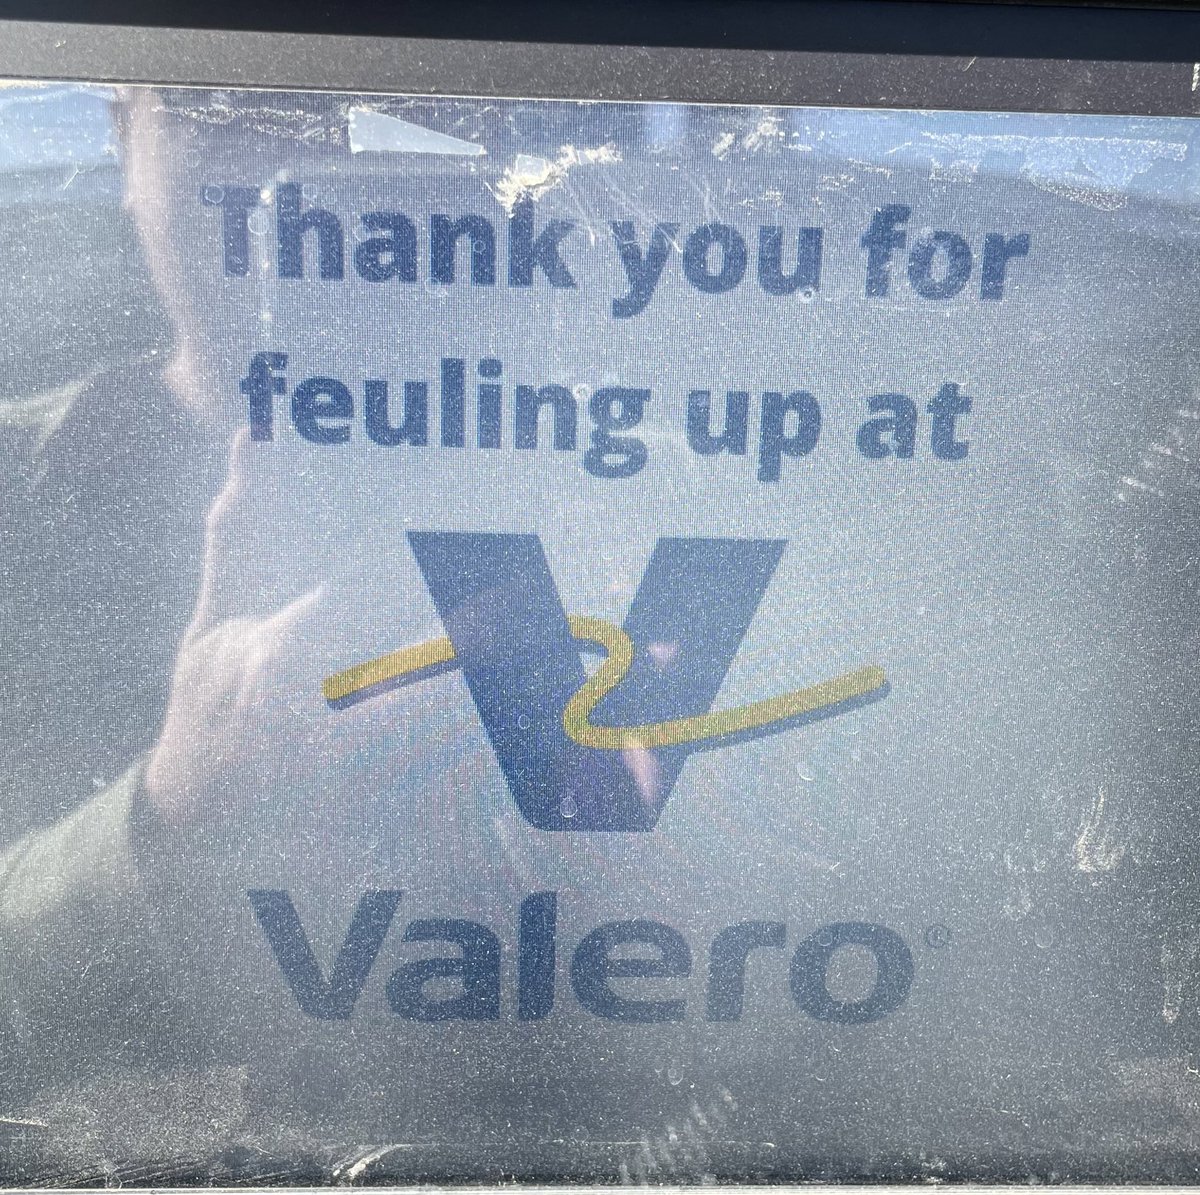 Thank you for
feuling up at
Valero®